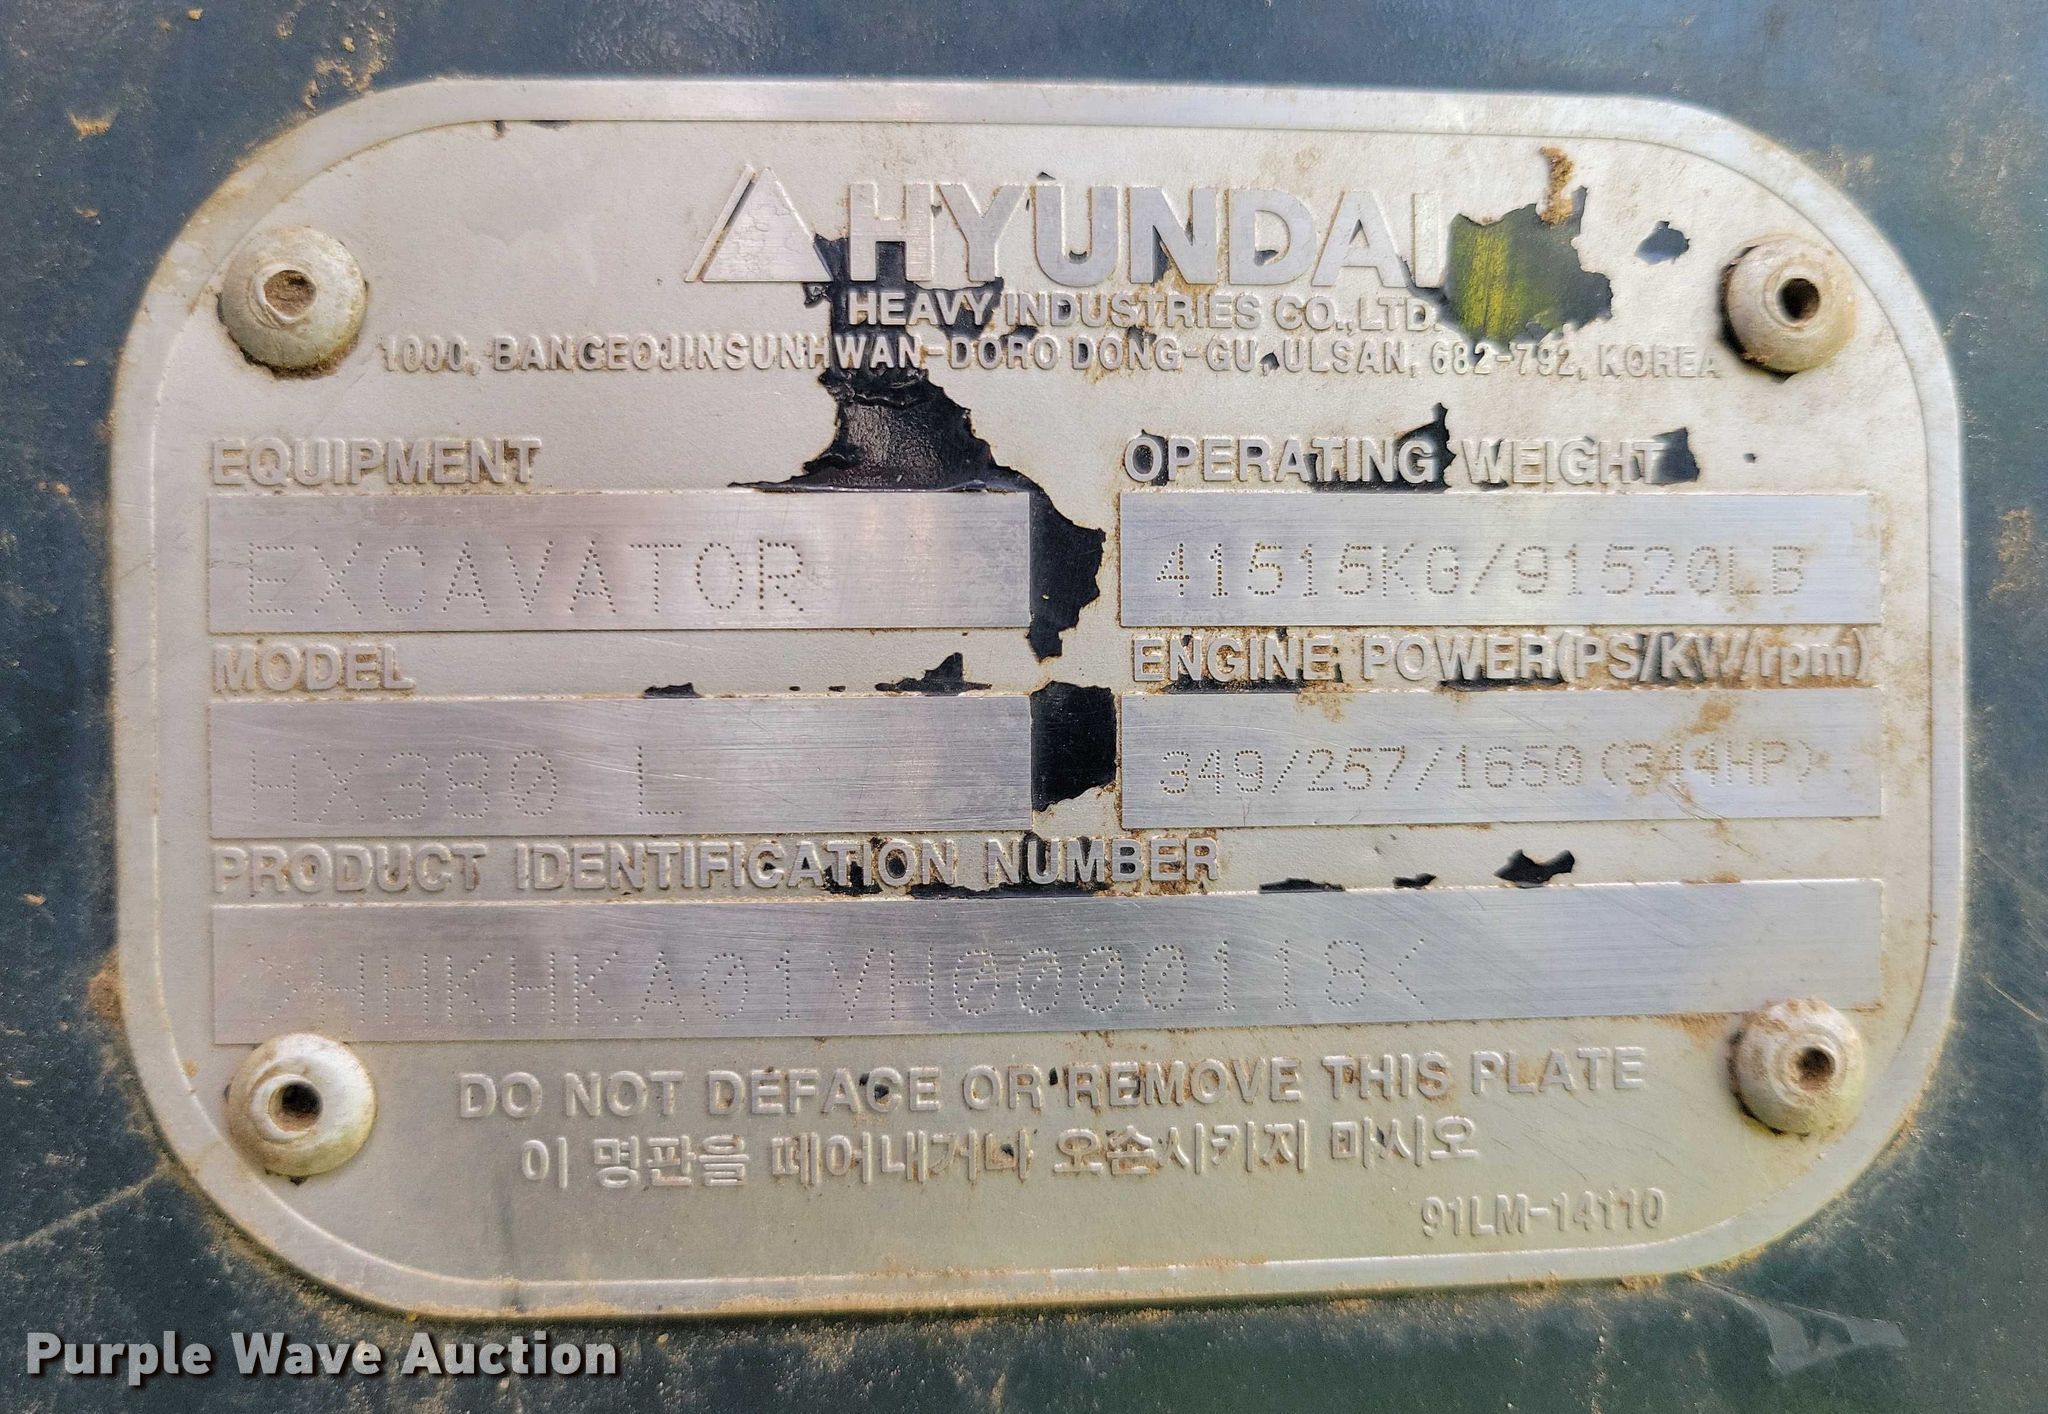 HYUNDAI
HEAVY INDUSTRIES CO.,LTD.
1000, BANGEOJINSUNHWAN-DORO DONG-GU, ULSAN, 682-792, KOREA
EQUIPMENT
EXCAVATOR
OPERATING WEIGHT
41515KG/91520LB
MODEL
HX380 L
ENGINE POWER(PS/KW/rpm)
349/257/1650(344HP)
PRODUCT IDENTIFICATION NUMBER
>HHKHKA01VH0000118<
DO NOT DEFACE OR REMOVE THIS PLATE
이 명판을 떼어내거나 오손시키지 마시오
91LM-14110
Purple Wave Auction